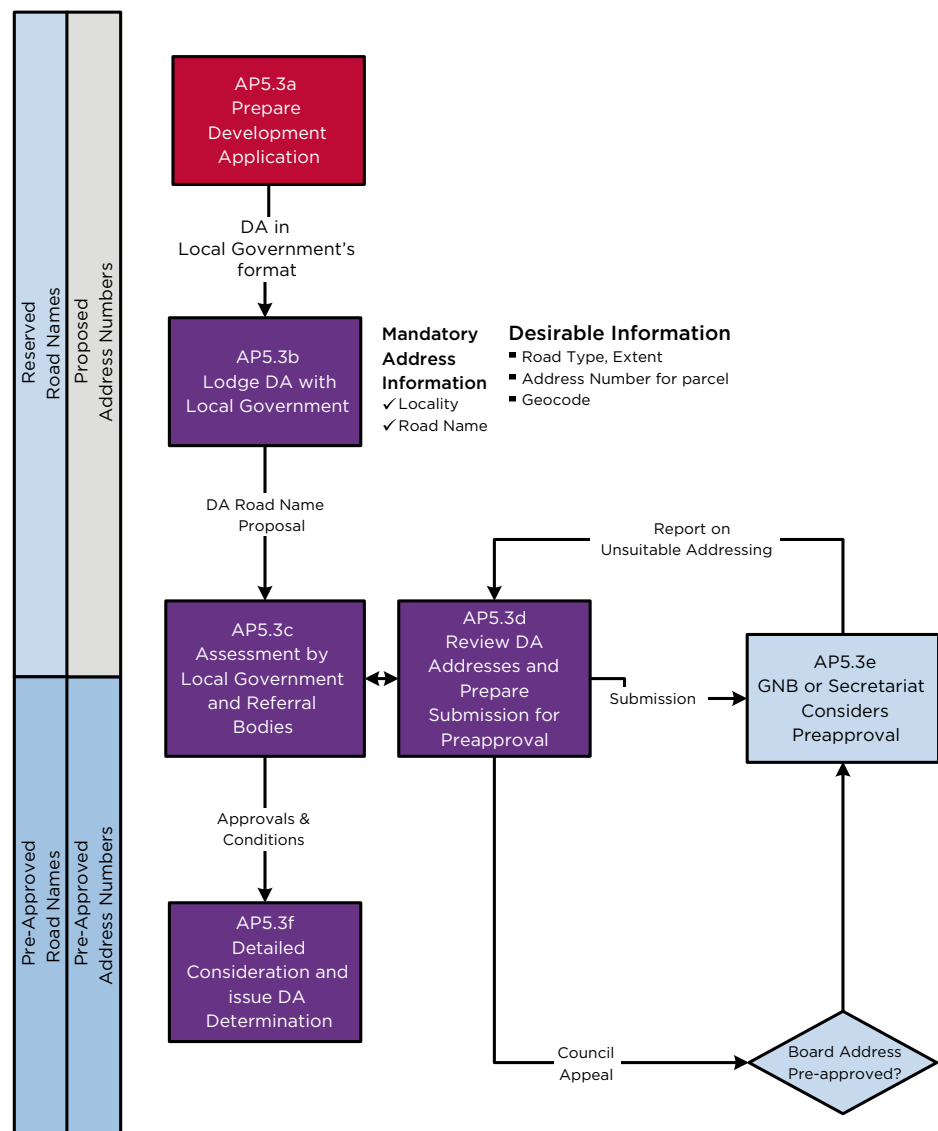 Reserved
Road Names
Proposed
Address Numbers
Pre-Approved
Road Names
Pre-Approved
Address Numbers
AP5.3a
Prepare
Development
Application
DA in
Local Government's
format
AP5.3b
Lodge DA with
Local Government
Mandatory
Address
Information
✓ Locality
✓ Road Name
Desirable Information
▪ Road Type, Extent
▪ Address Number for parcel
▪ Geocode
DA Road Name
Proposal
Report on
Unsuitable Addressing
AP5.3c
Assessment by
Local Government
and Referral
Bodies
AP5.3d
Review DA
Addresses and
Prepare
Submission for
Preapproval
Submission
AP5.3e
GNB or Secretariat
Considers
Preapproval
Approvals &
Conditions
AP5.3f
Detailed
Consideration and
issue DA
Determination
Council
Appeal
Board Address
Pre-approved?